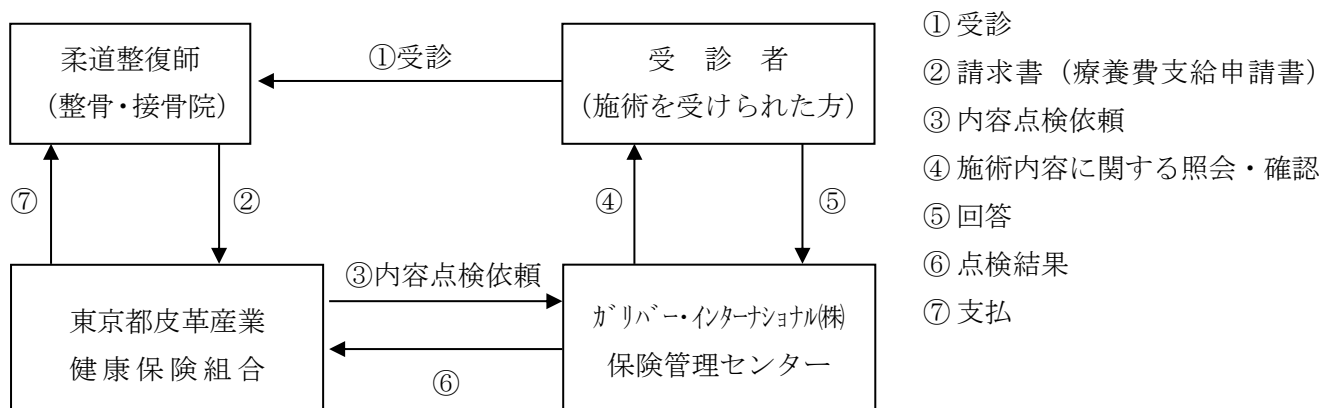 柔道整復師
(整骨・接骨院)
①受診
受 診 者
(施術を受けられた方)
⑦
②
④
⑤
東京都皮革産業
健康保険組合
③内容点検依頼
⑥
ｶﾞﾘﾊﾞｰ・ｲﾝﾀｰﾅｼｮﾅﾙ㈱
保険管理センター
① 受診
② 請求書（療養費支給申請書）
③ 内容点検依頼
④ 施術内容に関する照会・確認
⑤ 回答
⑥ 点検結果
⑦ 支払